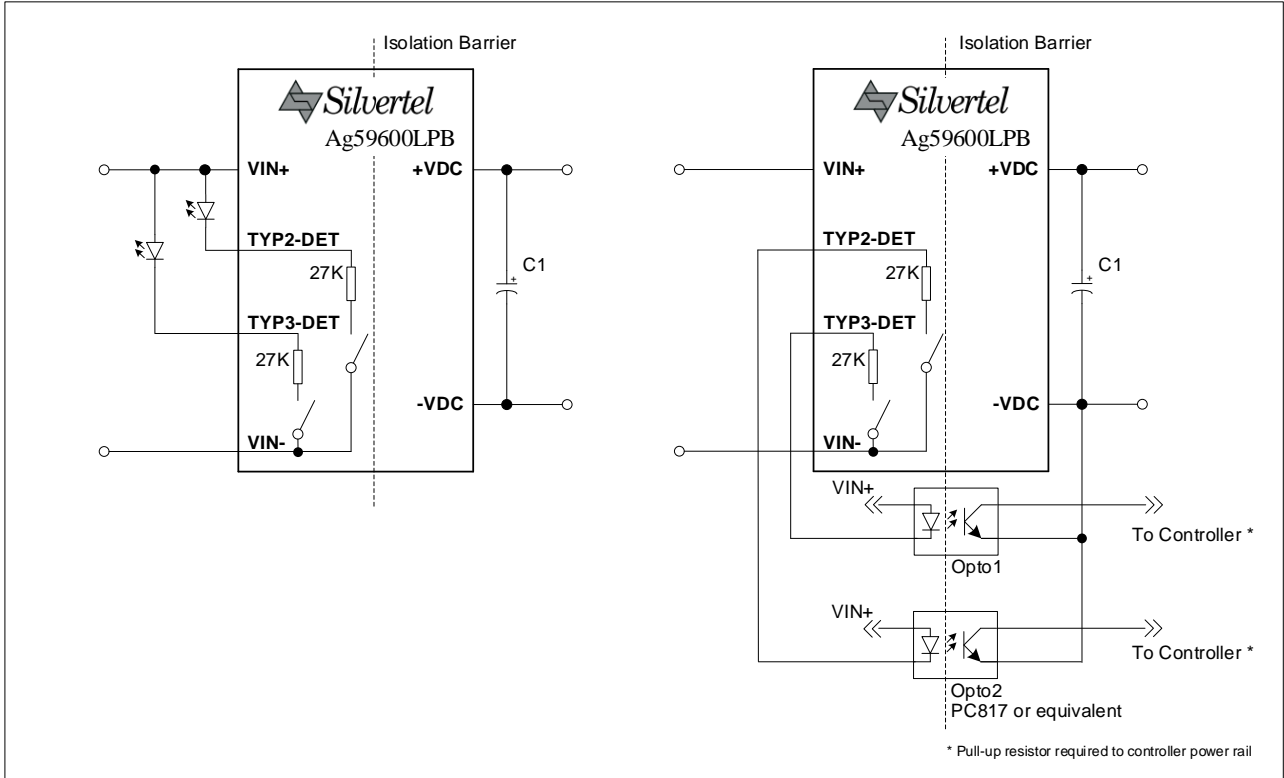 Isolation Barrier
Silvertel
Ag59600LPB
VIN+
+VDC
TYP2-DET
27K
C1
TYP3-DET
27K
-VDC
VIN-
Isolation Barrier
Silvertel
Ag59600LPB
VIN+
+VDC
TYP2-DET
27K
C1
TYP3-DET
27K
-VDC
VIN-
VIN+
To Controller *
Opto1
VIN+
To Controller *
Opto2
PC817 or equivalent
* Pull-up resistor required to controller power rail